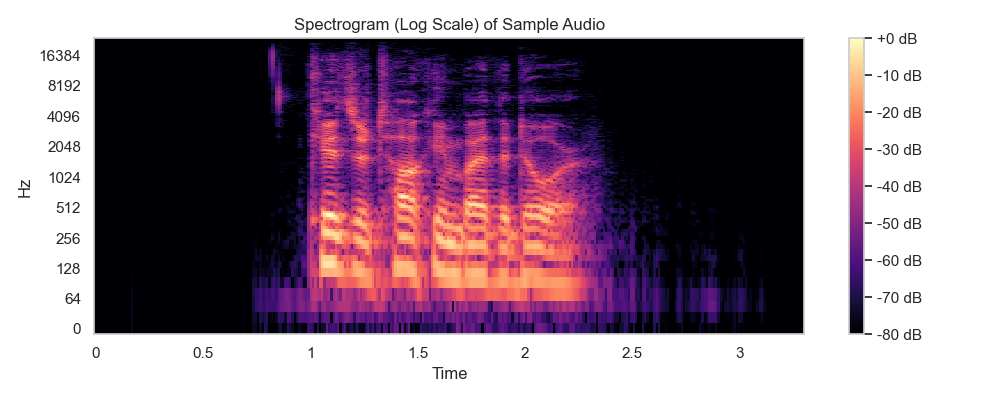 Spectrogram (Log Scale) of Sample Audio
16384
8192
4096
2048
1024
512
256
128
64
0
Hz
0 0.5 1 1.5 2 2.5 3
Time
+0 dB
-10 dB
-20 dB
-30 dB
-40 dB
-50 dB
-60 dB
-70 dB
-80 dB